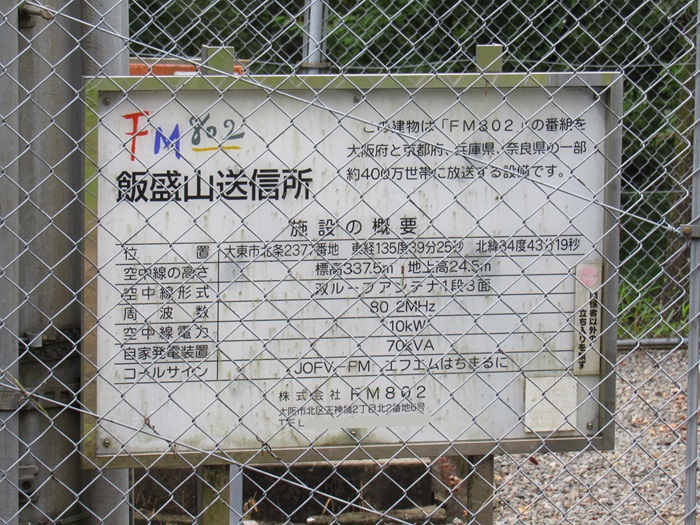 FM802
この建物は「FM802」の番組を
大阪府と京都府、兵庫県、奈良県の一部
約400万世帯に放送する設備です。
飯盛山送信所
施設の概要
位置 大東市北条2377番地 東経135度39分25秒 北緯34度43分19秒
空中線の高さ 標高337.5m 地上高24.5m
空中線形式 双ループアンテナ1段3面
周波数 80.2MHz
空中線電力 10kW
自家発電装置 70kVA
コールサイン JOFV-FM エフエムはちまるに
株式会社 FM802
大阪市北区天神橋2丁目北2番地6号
TEL
関係者以外の
立ち入りを禁ず